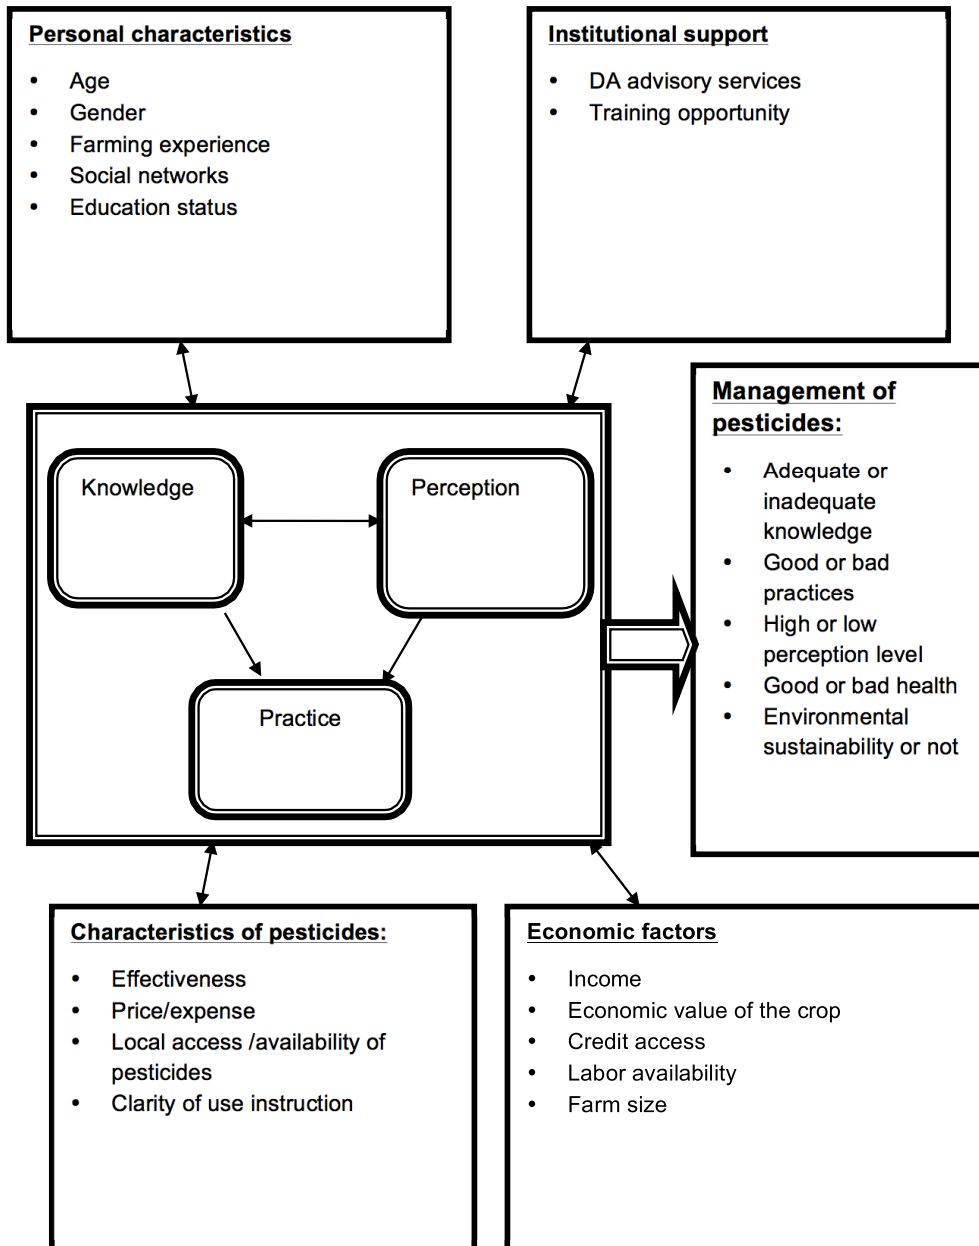 Personal characteristics
• Age
• Gender
• Farming experience
• Social networks
• Education status
Institutional support
• DA advisory services
• Training opportunity
Management of
pesticides:
• Adequate or
inadequate
knowledge
• Good or bad
practices
• High or low
perception level
• Good or bad health
• Environmental
sustainability or not
Knowledge
Perception
Practice
Characteristics of pesticides:
• Effectiveness
• Price/expense
• Local access /availability of
pesticides
• Clarity of use instruction
Economic factors
• Income
• Economic value of the crop
• Credit access
• Labor availability
• Farm size